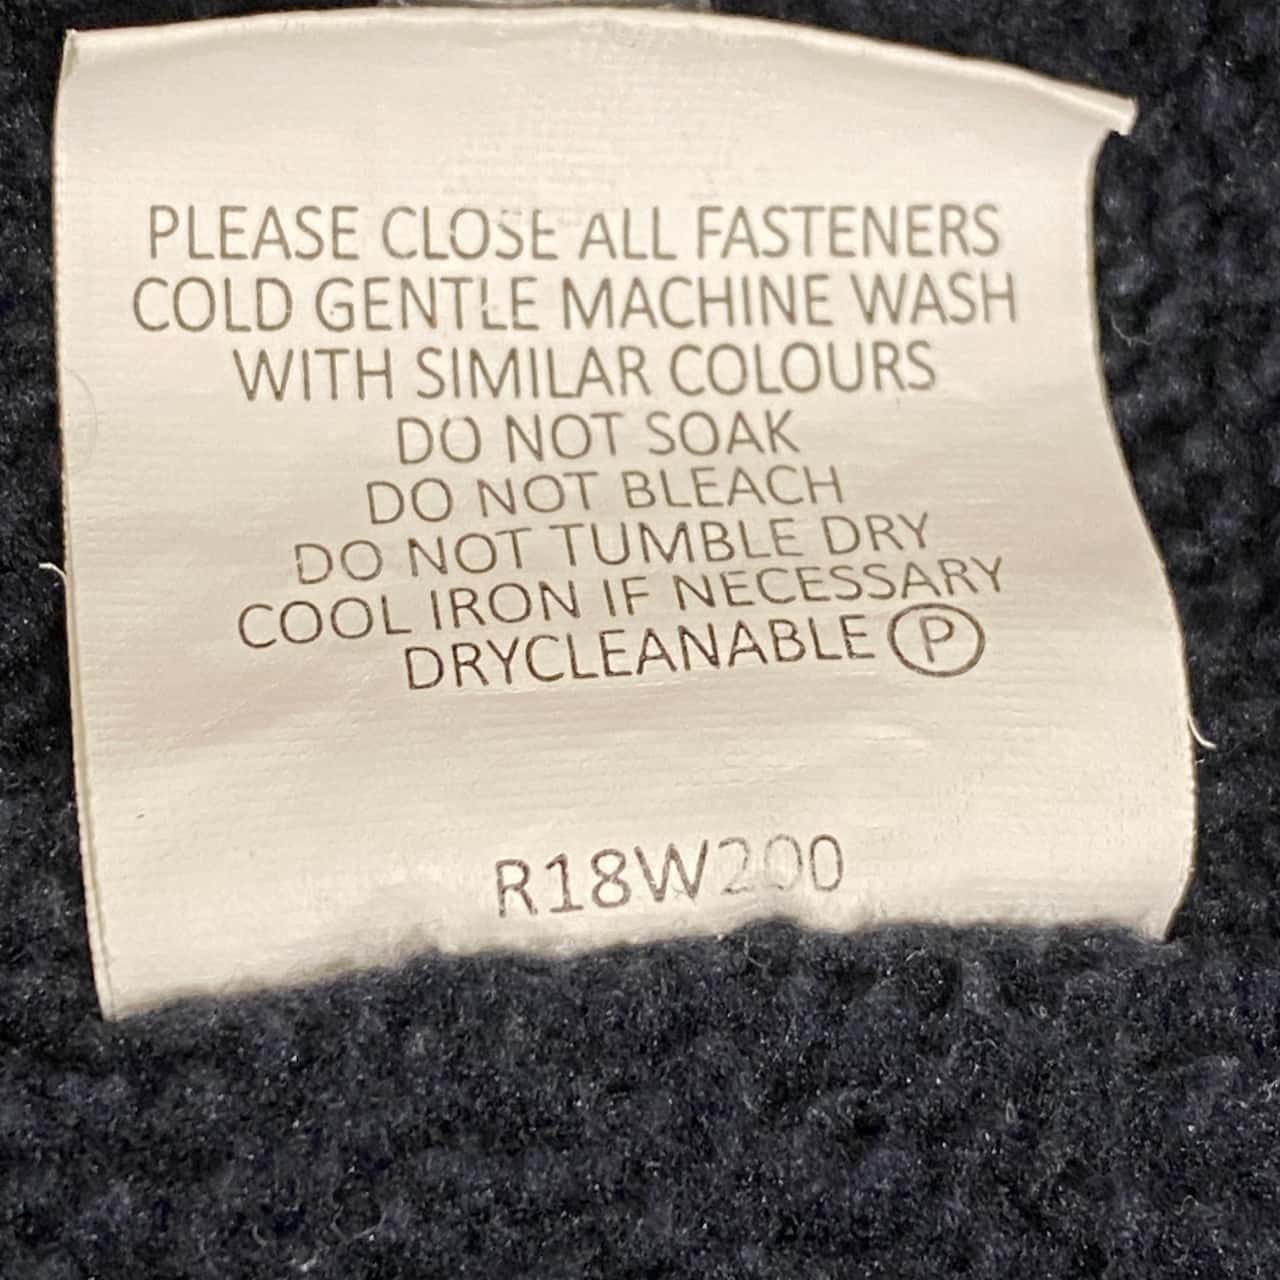 PLEASE CLOSE ALL FASTENERS
COLD GENTLE MACHINE WASH
WITH SIMILAR COLOURS
DO NOT SOAK
DO NOT BLEACH
DO NOT TUMBLE DRY
COOL IRON IF NECESSARY
DRYCLEANABLE P
R18W200